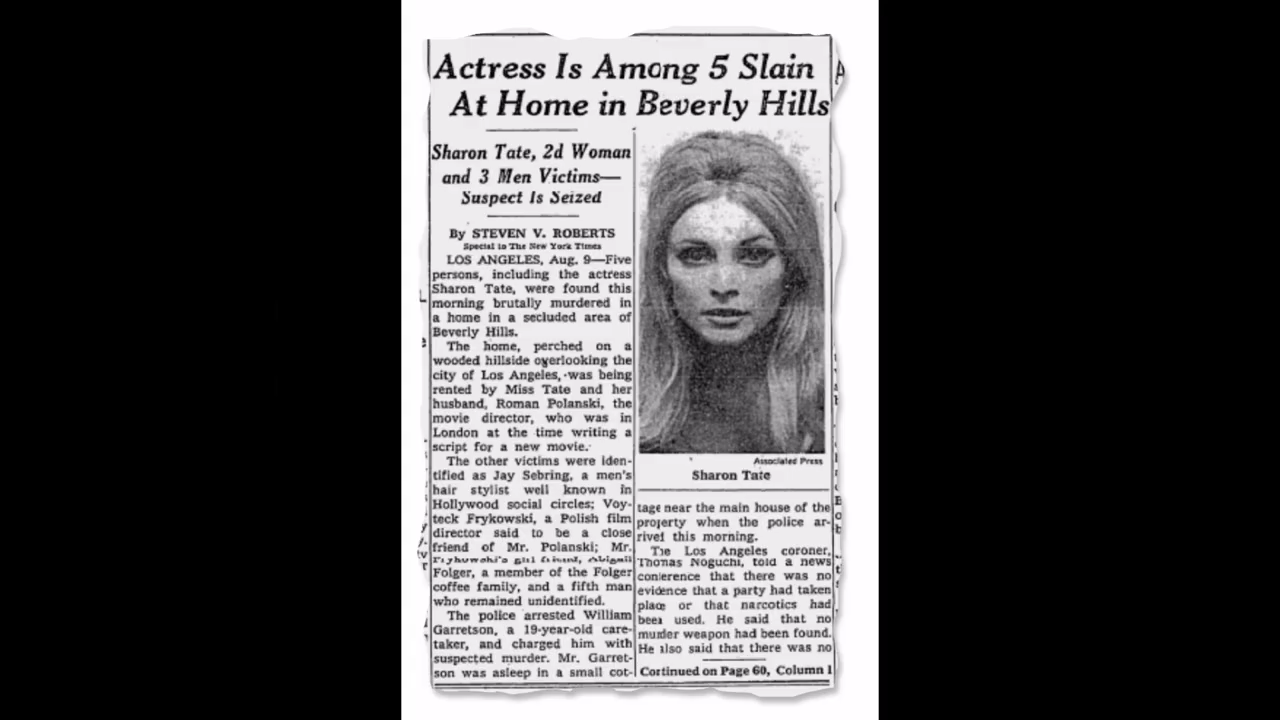 Actress Is Among 5 Slain
At Home in Beverly Hills
Sharon Tate, 2d Woman
and 3 Men Victims—
Suspect Is Seized
By STEVEN V. ROBERTS
Special to The New York Times
LOS ANGELES, Aug. 9—Five
persons, including the actress
Sharon Tate, were found this
morning brutally murdered in
a home in a secluded area of
Beverly Hills.
The home, perched on a
wooded hillside overlooking the
city of Los Angeles, was being
rented by Miss Tate and her
husband, Roman Polanski, the
movie director, who was in
London at the time writing a
script for a new movie.
The other victims were iden-
tified as Jay Sebring, a men's
hair stylist well known in
Hollywood social circles; Voy-
teck Frykowski, a Polish film
director said to be a close
friend of Mr. Polanski; Mr.
Frykowski's girl friend, Abigail
Folger, a member of the Folger
coffee family, and a fifth man
who remained unidentified.
The police arrested William
Garretson, a 19-year-old care-
taker, and charged him with
suspected murder. Mr. Garret-
son was asleep in a small cot-
Associated Press
Sharon Tate
tage near the main house of the
property when the police ar-
rived this morning.
The Los Angeles coroner,
Thomas Noguchi, told a news
conference that there was no
evidence that a party had taken
place or that narcotics had
been used. He said that no
murder weapon had been found.
He also said that there was no
Continued on Page 60, Column 1